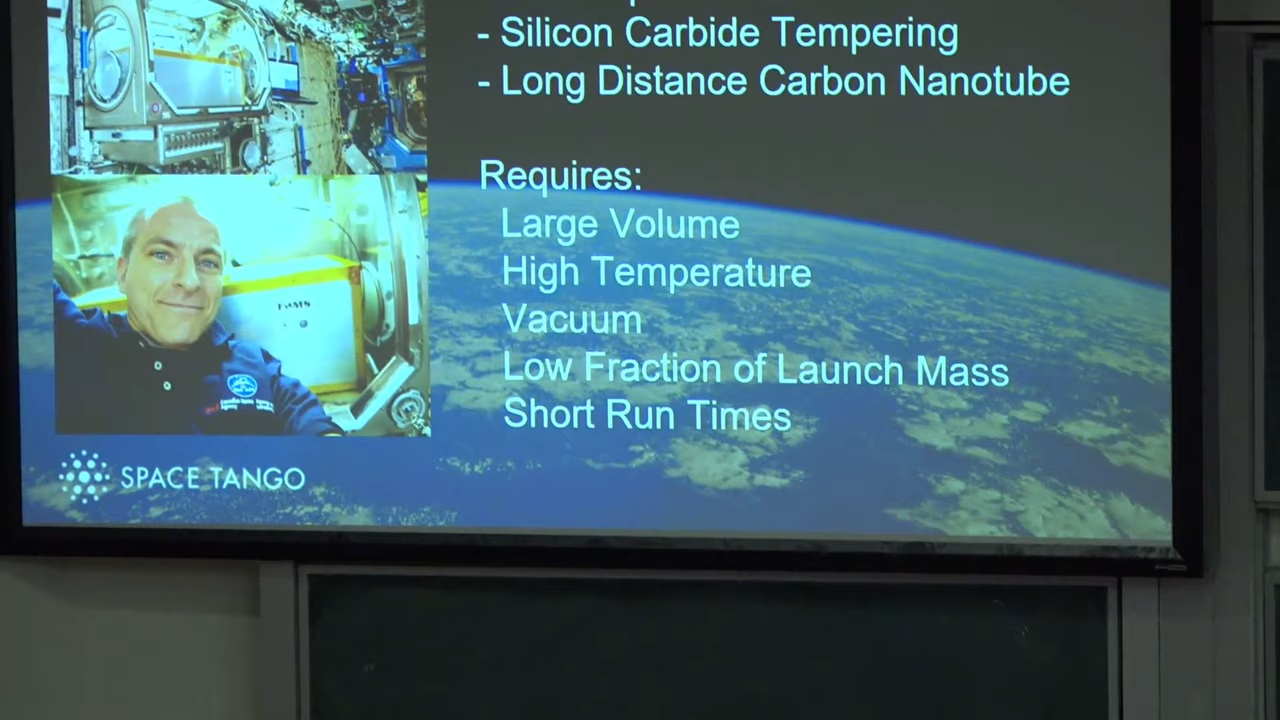 - Silicon Carbide Tempering
- Long Distance Carbon Nanotube
Requires:
Large Volume
High Temperature
Vacuum
Low Fraction of Launch Mass
Short Run Times
SPACE TANGO